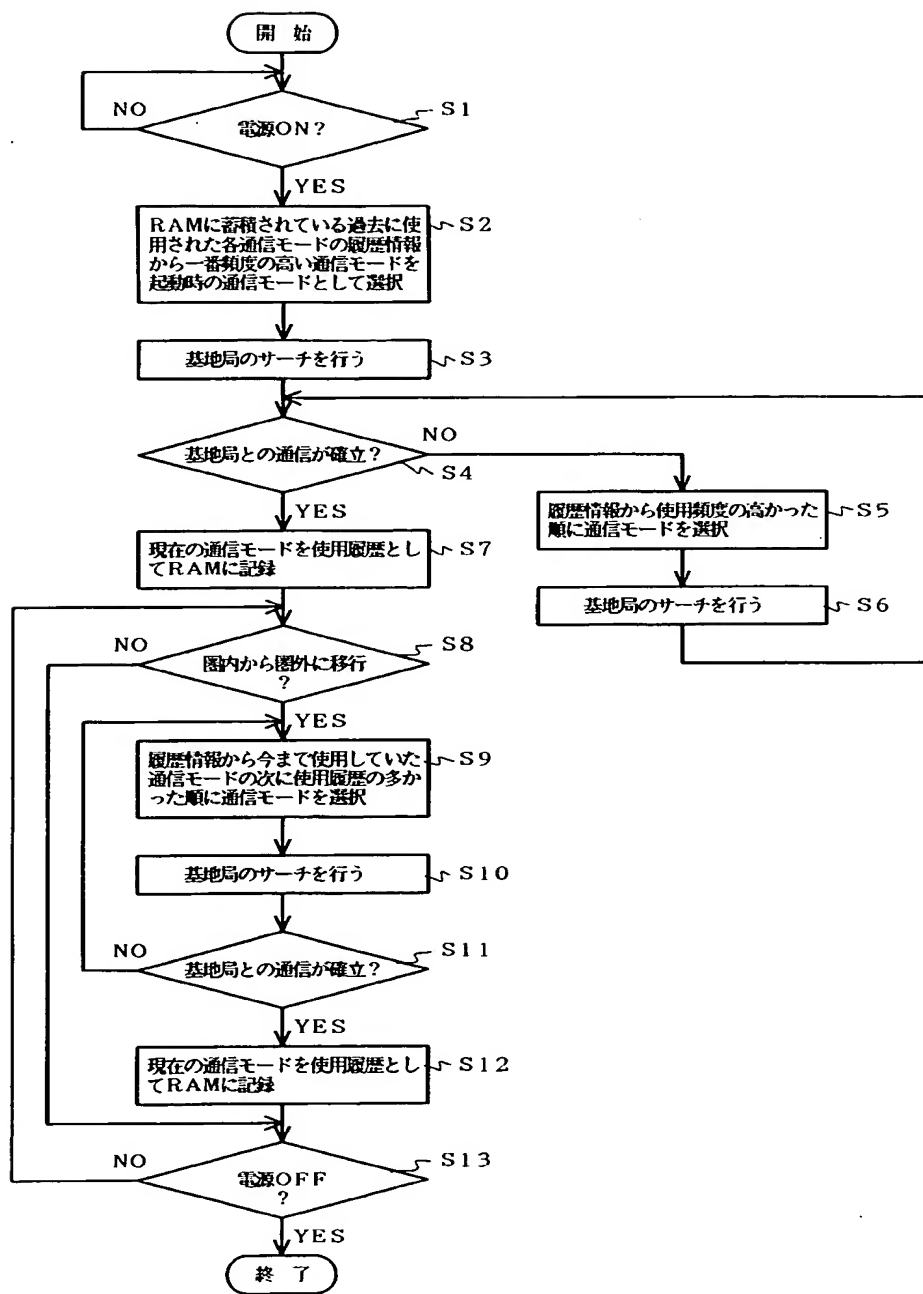 開 始
NO
電源ON?
S1
YES
RAMに蓄積されている過去に使
用された各通信モードの履歴情報
から一番頻度の高い通信モードを
起動時の通信モードとして選択
S2
基地局のサーチを行う
S3
基地局との通信が確立?
NO
S4
YES
履歴情報から使用頻度の高かった
順に通信モードを選択
S5
現在の通信モードを使用履歴とし
てRAMに記録
S7
基地局のサーチを行う
S6
NO
圏内から圏外に移行
?
S8
YES
履歴情報から今まで使用していた
通信モードの次に使用履歴の多か
った順に通信モードを選択
S9
基地局のサーチを行う
S10
NO
基地局との通信が確立?
S11
YES
現在の通信モードを使用履歴とし
てRAMに記録
S12
NO
電源OFF
?
S13
YES
終 了